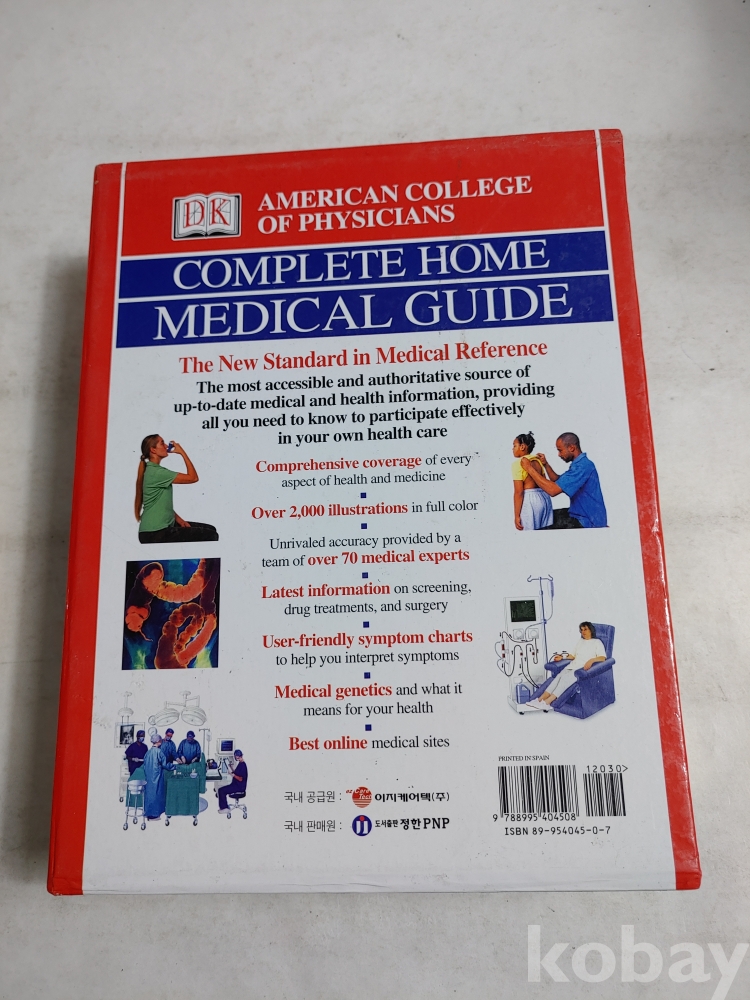 DK
AMERICAN COLLEGE
OF PHYSICIANS
COMPLETE HOME
MEDICAL GUIDE
The New Standard in Medical Reference
The most accessible and authoritative source of
up-to-date medical and health information, providing
all you need to know to participate effectively
in your own health care
Comprehensive coverage of every
aspect of health and medicine
Over 2,000 illustrations in full color
Unrivaled accuracy provided by a
team of over 70 medical experts
Latest information on screening,
drug treatments, and surgery
User-friendly symptom charts
to help you interpret symptoms
Medical genetics and what it
means for your health
Best online medical sites
PRINTED IN SPAIN
12030>
국내 공급원 : ez Care Tech 이지케어텍(주)
국내 판매원 : 도서출판 정한PNP
9 788995 404508
ISBN 89-954045-0-7
kobay